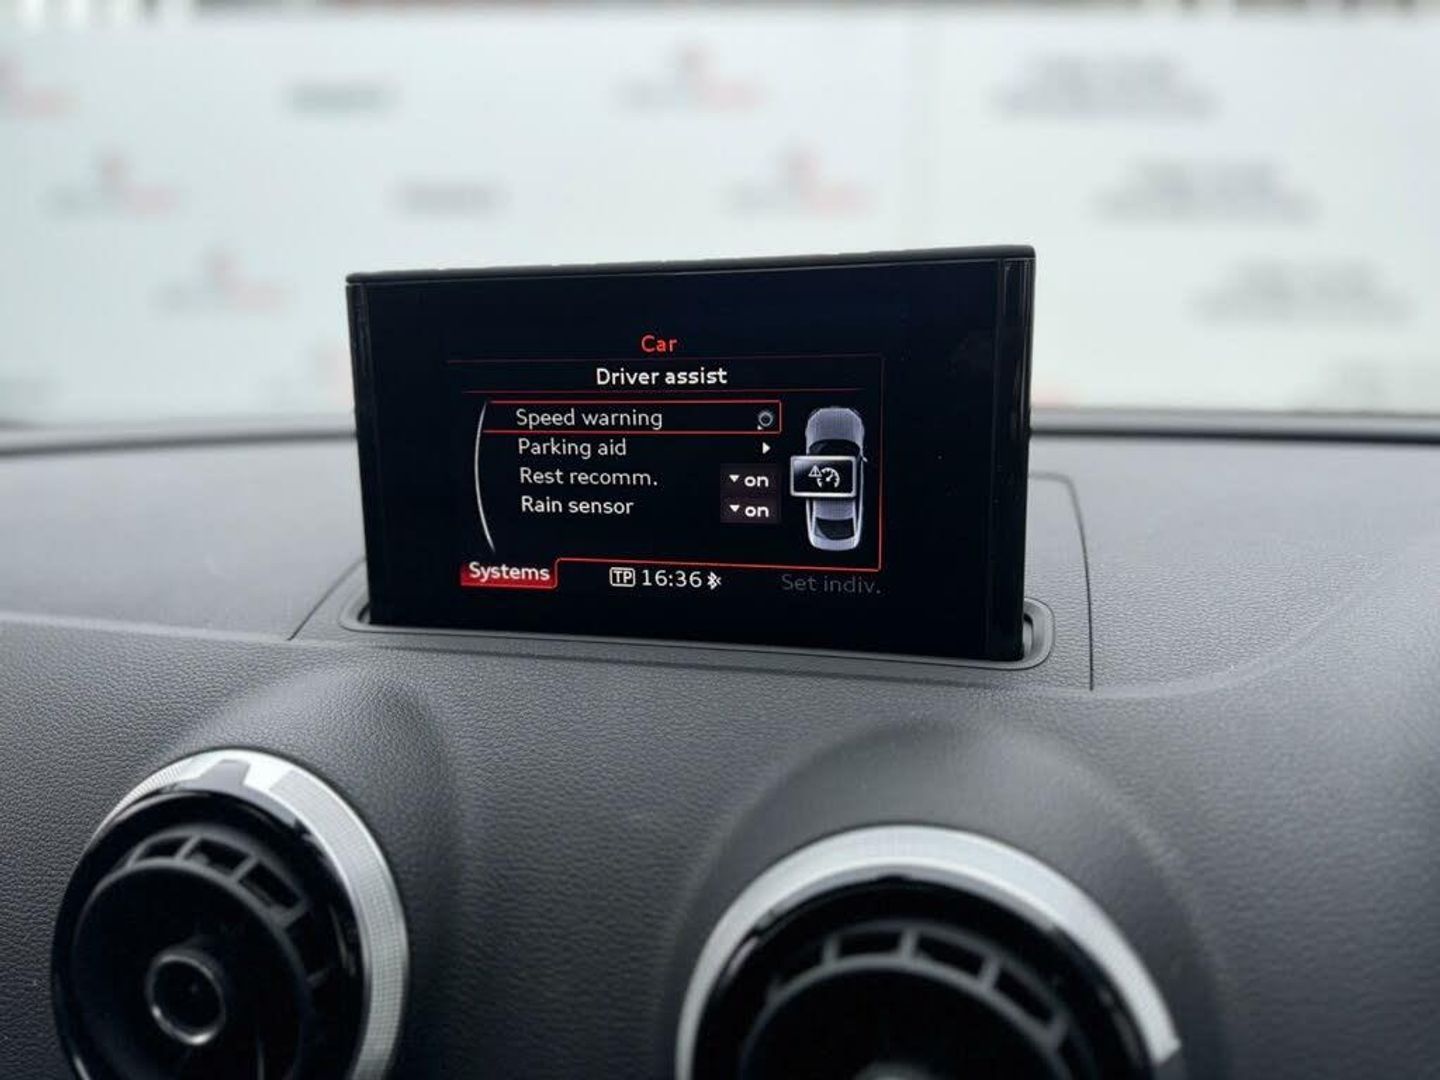 Car
Driver assist
Speed warning
Parking aid
Rest recomm. on
Rain sensor on
Systems TP 16:36 Set indiv.